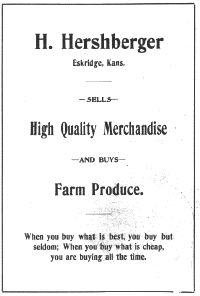 H. Hershberger
Eskridge, Kans.
—SELLS—
High Quality Merchandise
—AND BUYS—
Farm Produce.
When you buy what is best, you buy but
seldom; When you buy what is cheap,
you are buying all the time.